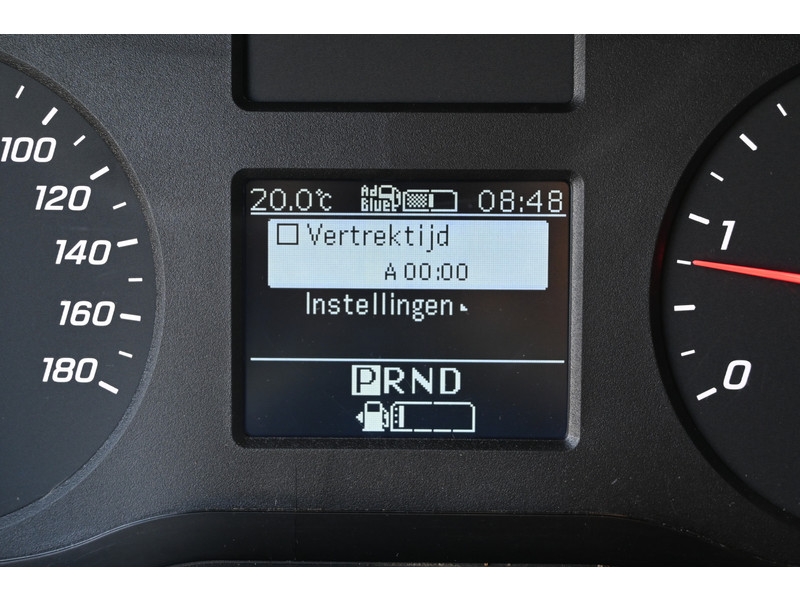 100
120
140
160
180
20.0°C AdBlue 08:48
Vertrektijd
A 00:00
Instellingen
PRND
1
0